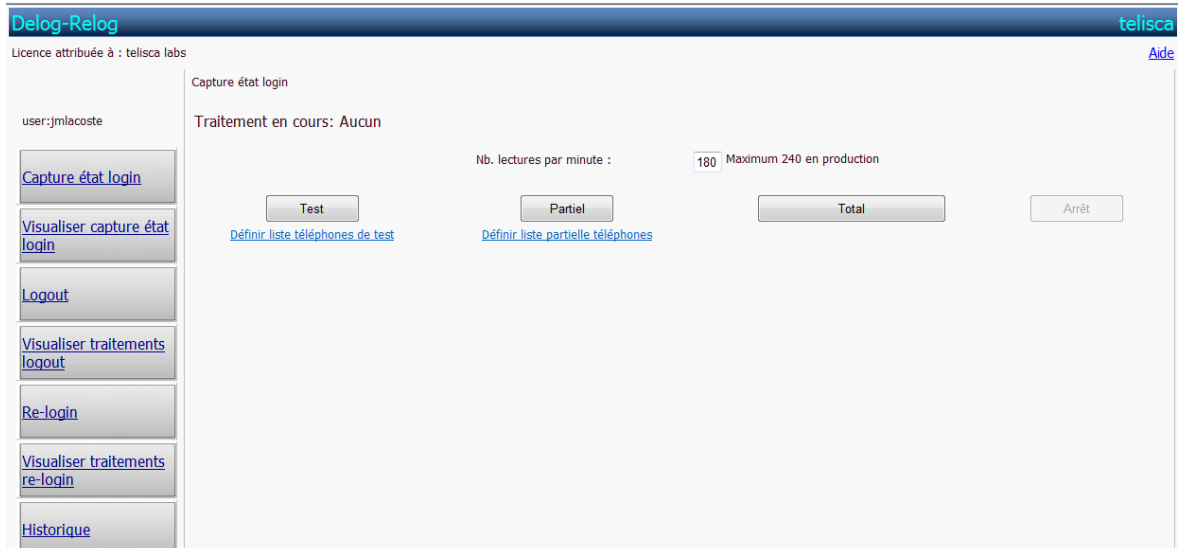 Delog-Relog telisca
Licence attribuée à : telisca labs Aide
Capture état login
user:jmlacoste
Traitement en cours: Aucun
Nb. lectures par minute : 180 Maximum 240 en production
Capture état login
Test Partiel Total Arrêt
Définir liste téléphones de test Définir liste partielle téléphones
Visualiser capture état
login
Logout
Visualiser traitements
logout
Re-login
Visualiser traitements
re-login
Historique